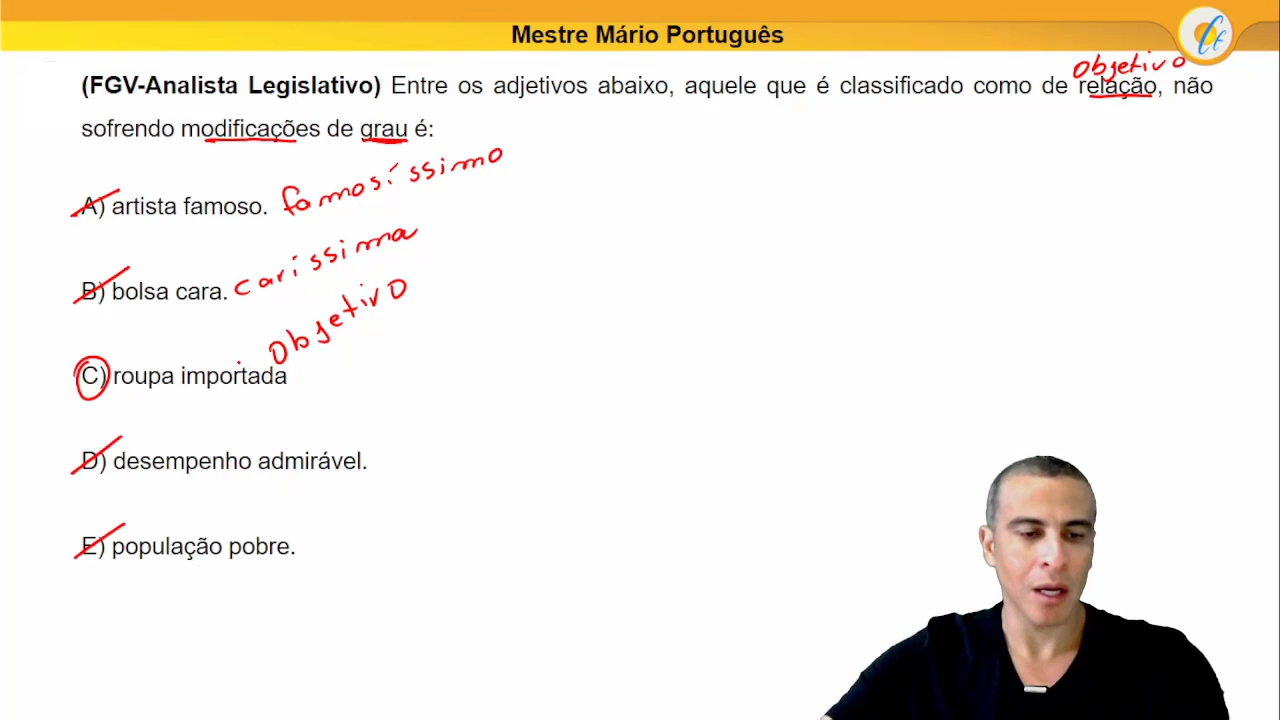 Mestre Mário Português
objetivo
(FGV-Analista Legislativo) Entre os adjetivos abaixo, aquele que é classificado como de relação, não
sofrendo modificações de grau é:
A) artista famoso. famosíssimo
B) bolsa cara. caríssima
objetivo
C) roupa importada
D) desempenho admirável.
E) população pobre.